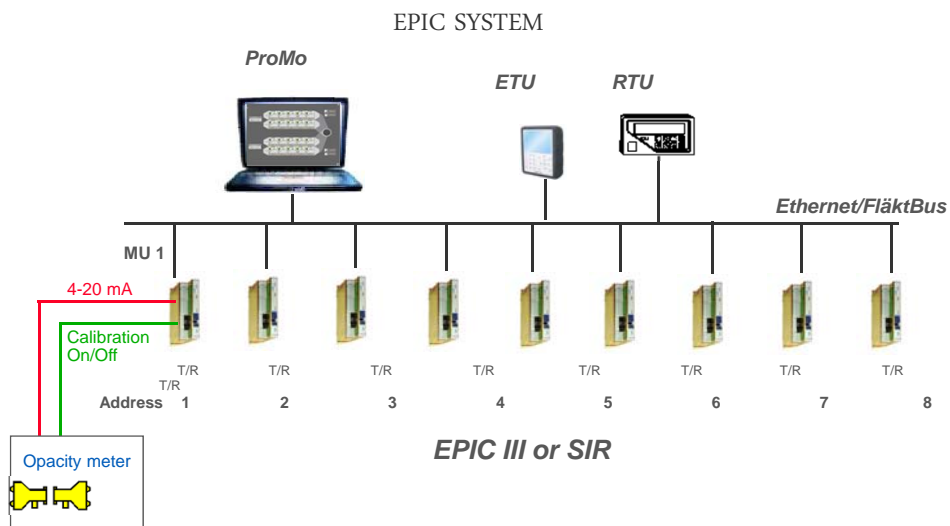 EPIC SYSTEM
ProMo
ETU RTU
Ethernet/FläktBus
MU 1
4-20 mA
Calibration
On/Off
T/R T/R T/R T/R T/R T/R T/R T/R
T/R
Address 1 2 3 4 5 6 7 8
EPIC III or SIR
Opacity meter